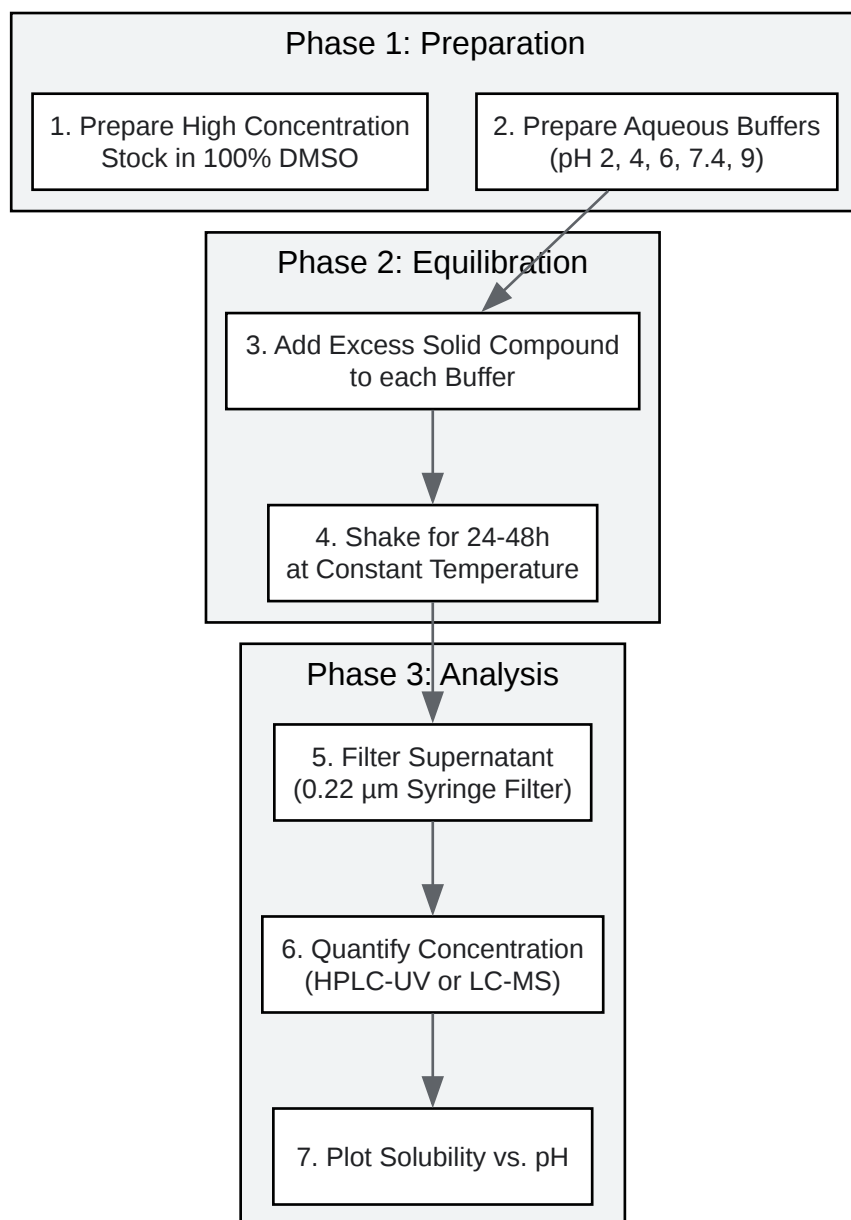 Phase 1: Preparation
1. Prepare High Concentration
Stock in 100% DMSO
2. Prepare Aqueous Buffers
(pH 2, 4, 6, 7.4, 9)
Phase 2: Equilibration
3. Add Excess Solid Compound
to each Buffer
4. Shake for 24-48h
at Constant Temperature
Phase 3: Analysis
5. Filter Supernatant
(0.22 µm Syringe Filter)
6. Quantify Concentration
(HPLC-UV or LC-MS)
7. Plot Solubility vs. pH